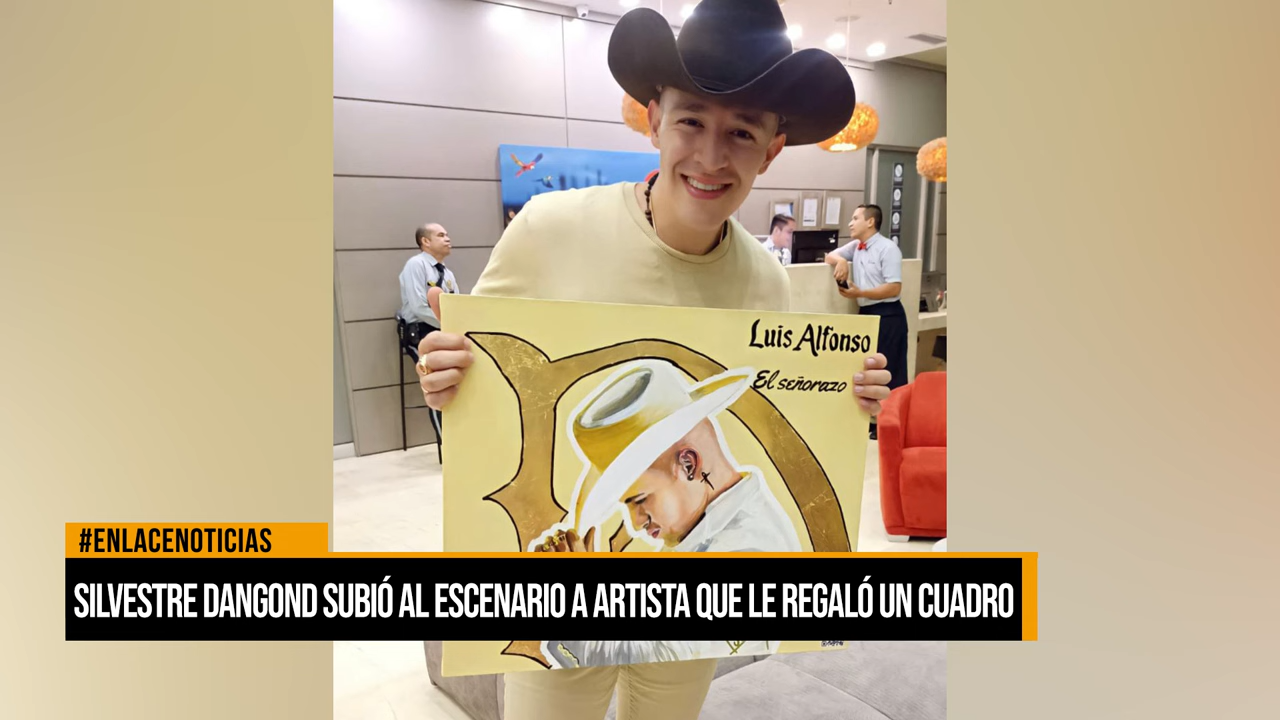 Luis Alfonso
El señorazo
#ENLACENOTICIAS
SILVESTRE DANGOND SUBIÓ AL ESCENARIO A ARTISTA QUE LE REGALÓ UN CUADRO